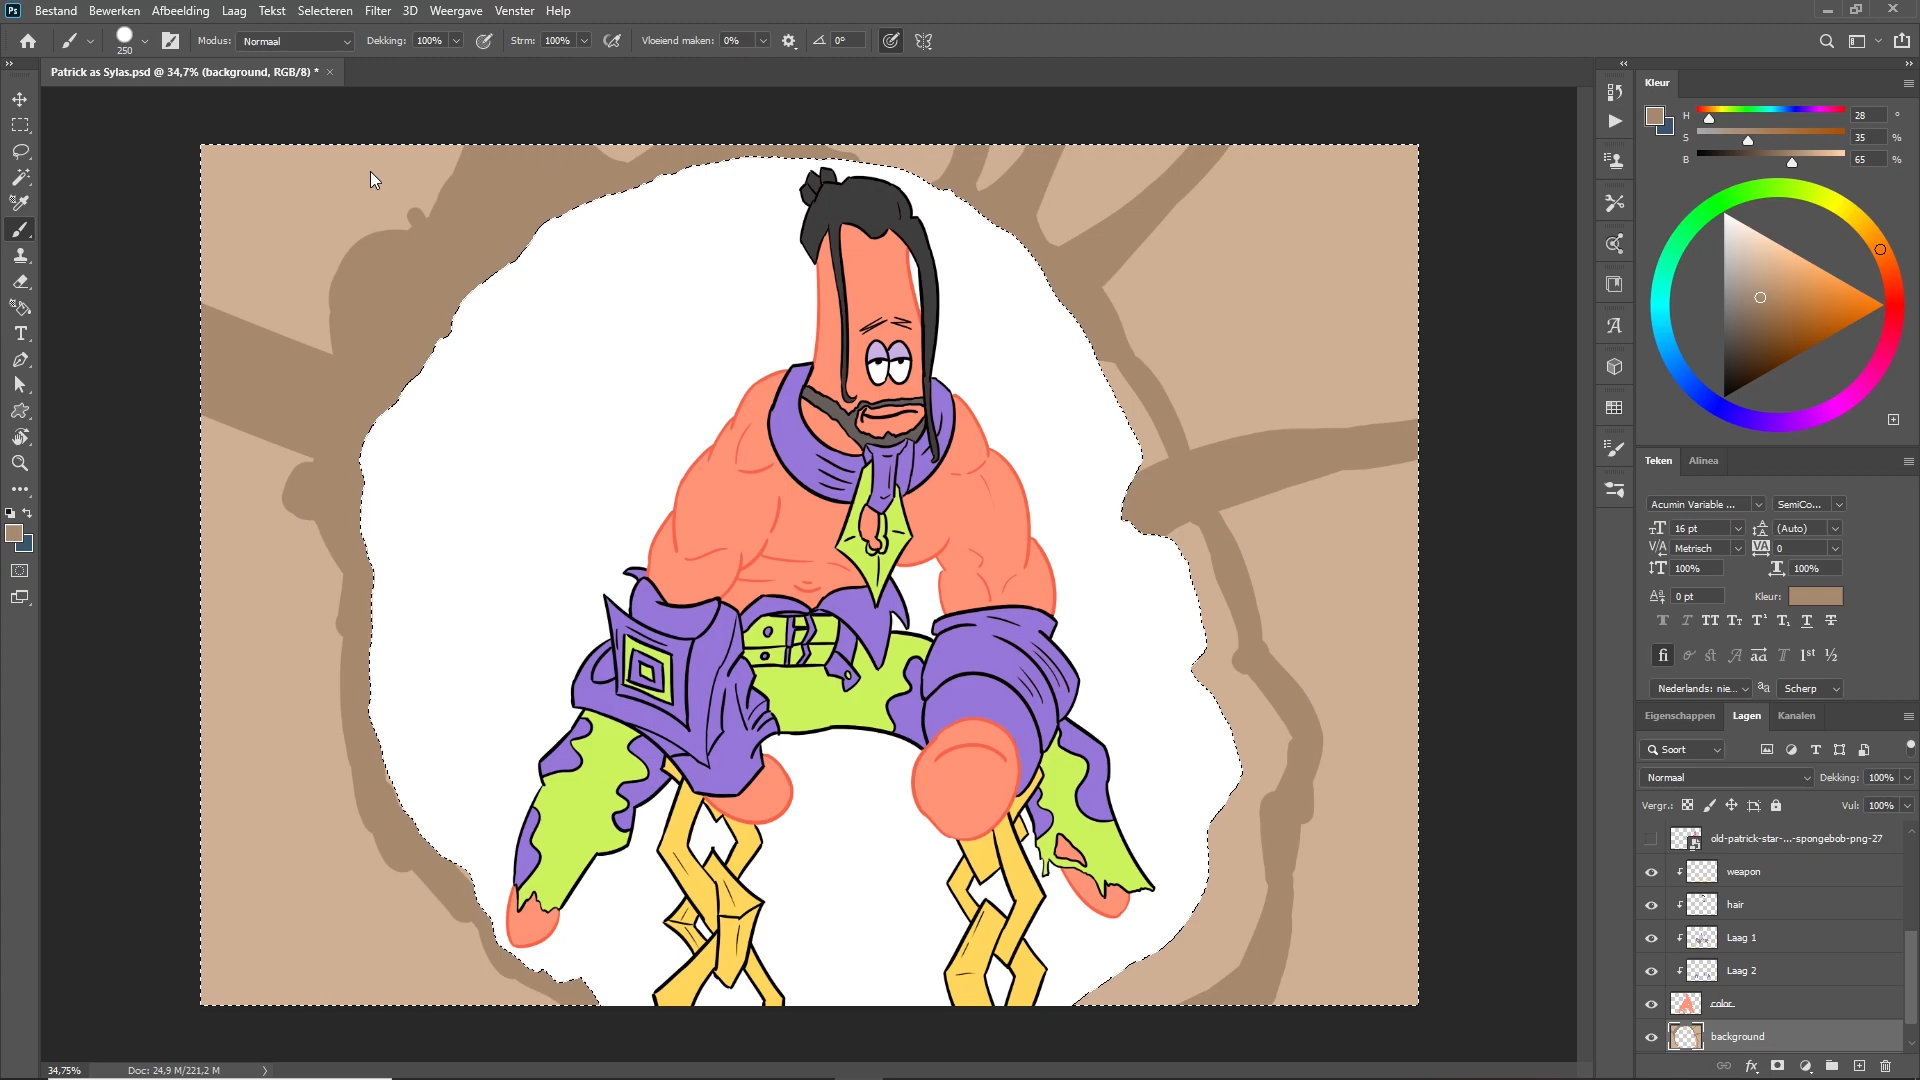 Ps Bestand Bewerken Afbeelding Laag Tekst Selecteren Filter 3D Weergave Venster Help
250 Modus: Normaal Dekking: 100% Strm: 100% Vloeiend maken: 0% 0°
Patrick as Sylas.psd @ 34,7% (background, RGB/8) * ×
Kleur
H 28 °
S 35 %
B 65 %
Teken Alinea
Acumin Variable ... SemiCo...
16 pt (Auto)
Metrisch 0
100% 100%
0 pt Kleur:
Nederlands: nie... Scherp
Eigenschappen Lagen Kanalen
Soort
Normaal Dekking: 100%
Vergr.: Vul: 100%
old-patrick-star-...-spongebob-png-27
weapon
hair
Laag 1
Laag 2
color
background
34,75% Doc: 24,9 M/221,2 M